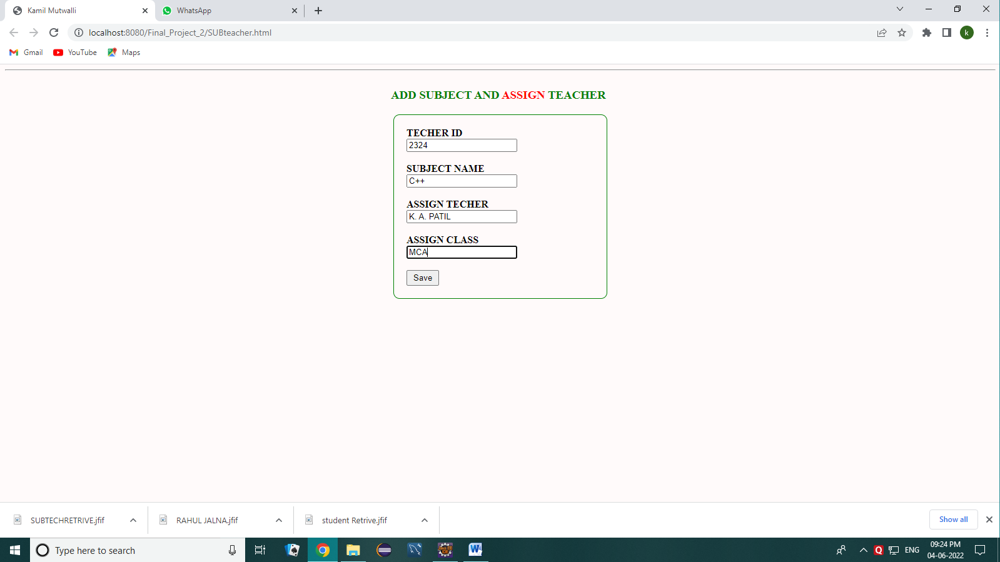 Kamil Mutwalli
WhatsApp
localhost:8080/Final_Project_2/SUBteacher.html
k
Gmail
YouTube
Maps
ADD SUBJECT AND ASSIGN TEACHER
TECHER ID
2324
SUBJECT NAME
C++
ASSIGN TECHER
K. A. PATIL
ASSIGN CLASS
MCA
Save
SUBTECHRETRIVE.jfif
RAHUL JALNA.jfif
student Retrive.jfif
Show all
Type here to search
ENG
09:24 PM
04-06-2022